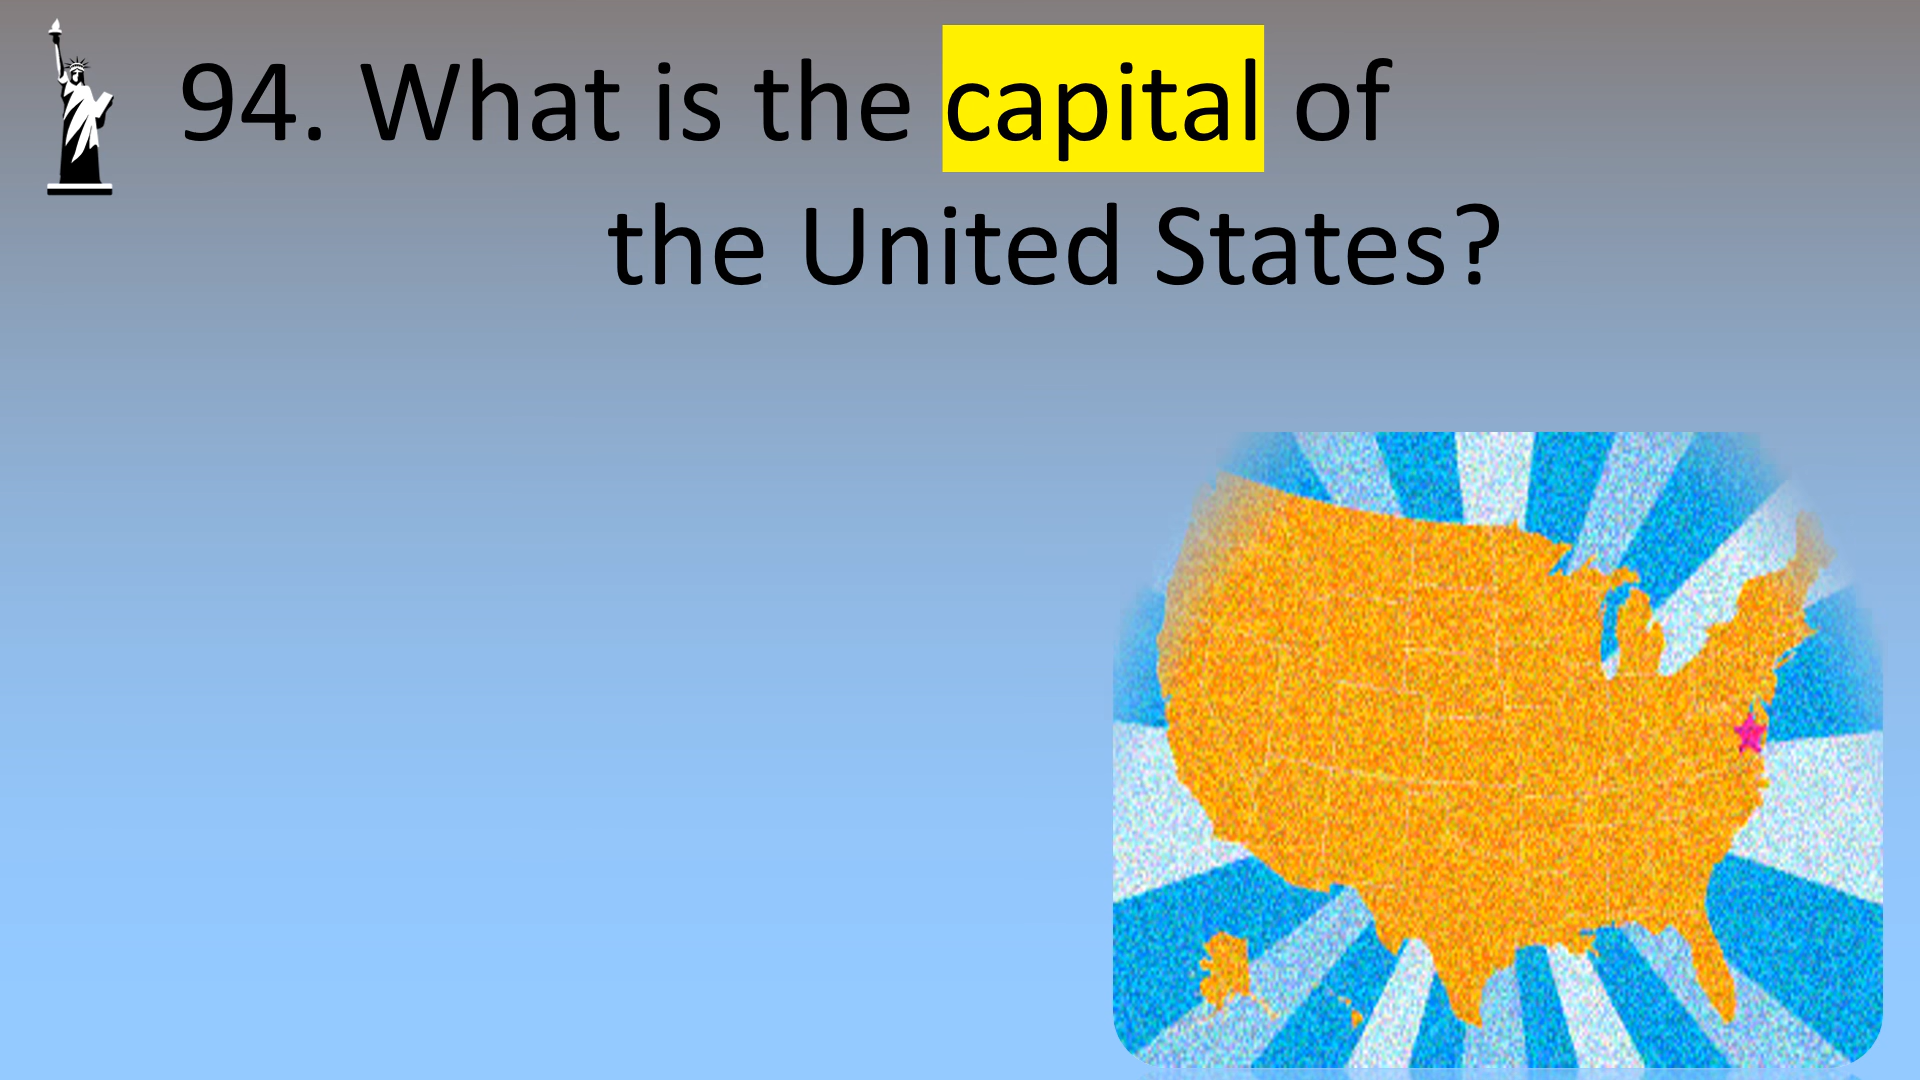 94. What is the capital of
the United States?